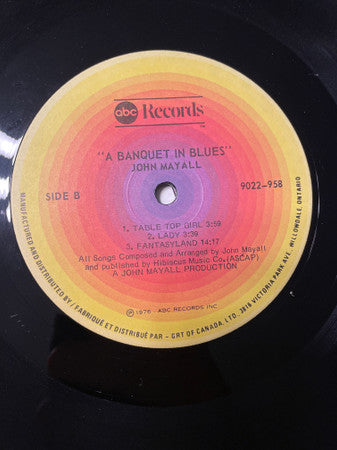 abc Records
TM
"A BANQUET IN BLUES"
JOHN MAYALL
SIDE B
9022-958
1. TABLE TOP GIRL 3:59
2. LADY 3:39
3. FANTASYLAND 14:17
All Songs Composed and Arranged by John Mayall
and published by Hibiscus Music Co.(ASCAP)
A JOHN MAYALL PRODUCTION
℗ 1976 ABC RECORDS INC
MANUFACTURED AND DISTRIBUTED BY / FABRIQUE ET DISTRIBUÉ PAR - GRT OF CANADA, LTD. 3816 VICTORIA PARK AVE. WILLOWDALE, ONTARIO